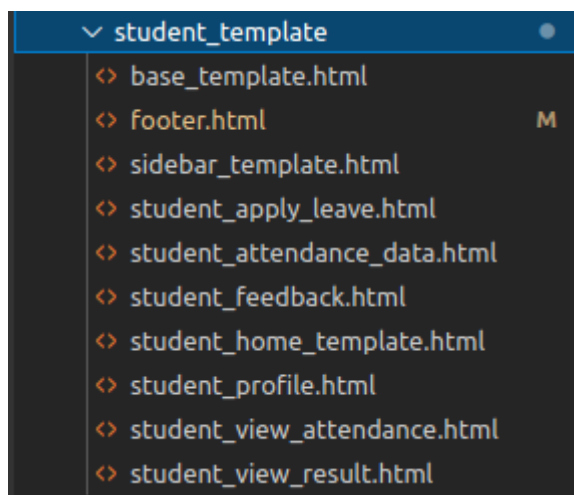 student_template
base_template.html
footer.html M
sidebar_template.html
student_apply_leave.html
student_attendance_data.html
student_feedback.html
student_home_template.html
student_profile.html
student_view_attendance.html
student_view_result.html